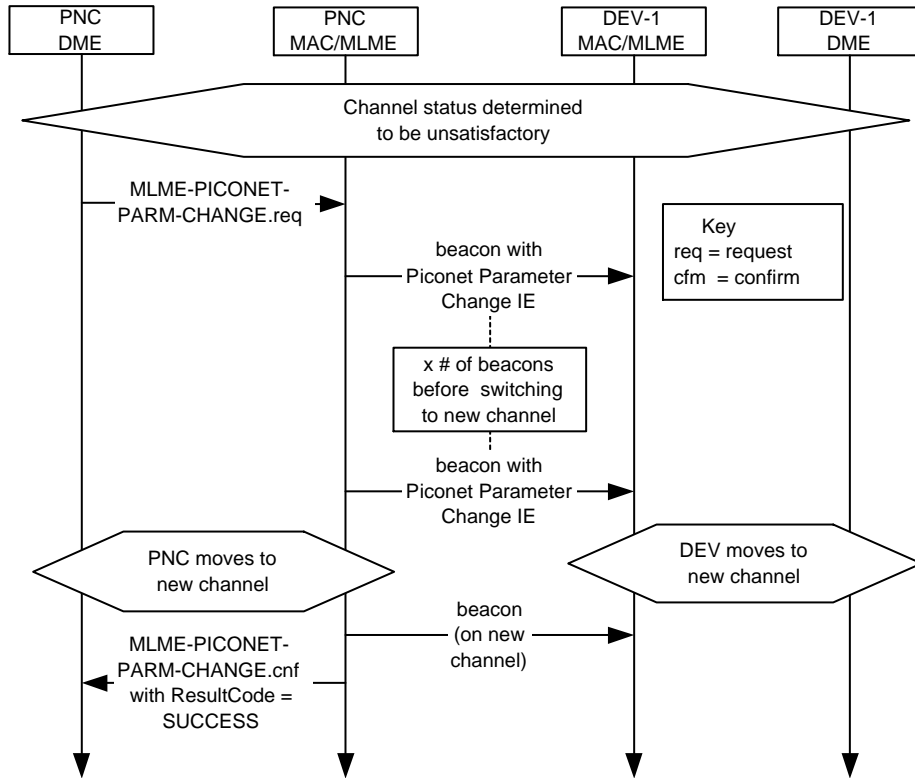 PNC
DME
PNC
MAC/MLME
DEV-1
MAC/MLME
DEV-1
DME
Channel status determined
to be unsatisfactory
MLME-PICONET-
PARM-CHANGE.req
Key
req = request
cfm = confirm
beacon with
Piconet Parameter
Change IE
x # of beacons
before switching
to new channel
beacon with
Piconet Parameter
Change IE
PNC moves to
new channel
DEV moves to
new channel
beacon
(on new
channel)
MLME-PICONET-
PARM-CHANGE.cnf
with ResultCode =
SUCCESS